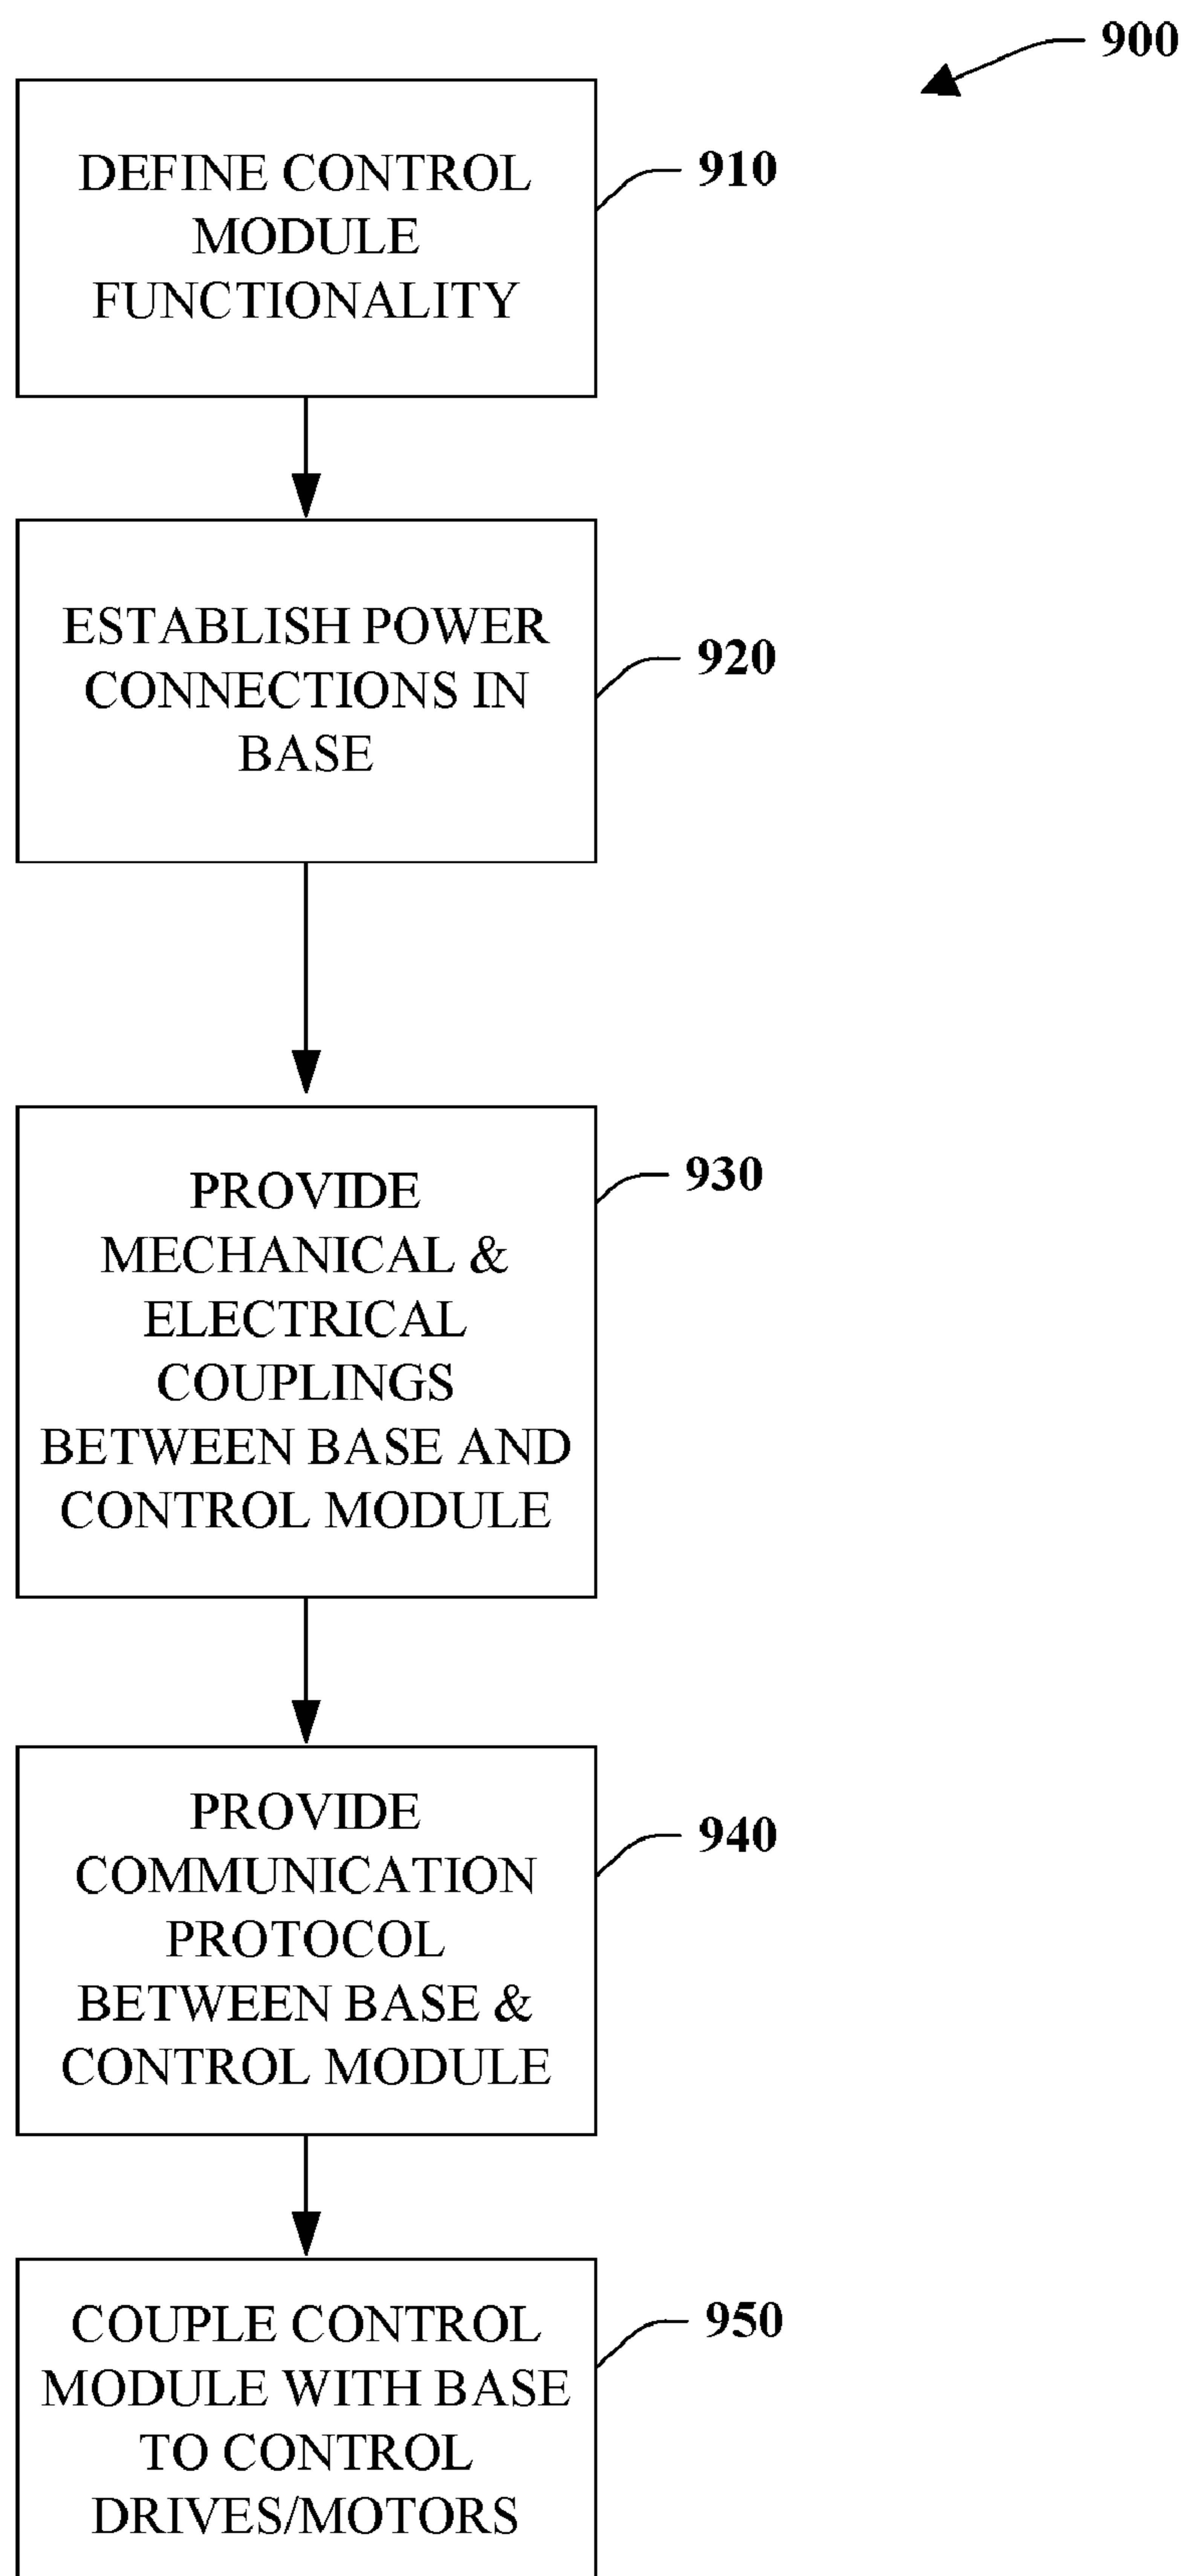 900
DEFINE CONTROL
MODULE
FUNCTIONALITY
910
ESTABLISH POWER
CONNECTIONS IN
BASE
920
PROVIDE
MECHANICAL &
ELECTRICAL
COUPLINGS
BETWEEN BASE AND
CONTROL MODULE
930
PROVIDE
COMMUNICATION
PROTOCOL
BETWEEN BASE &
CONTROL MODULE
940
COUPLE CONTROL
MODULE WITH BASE
TO CONTROL
DRIVES/MOTORS
950